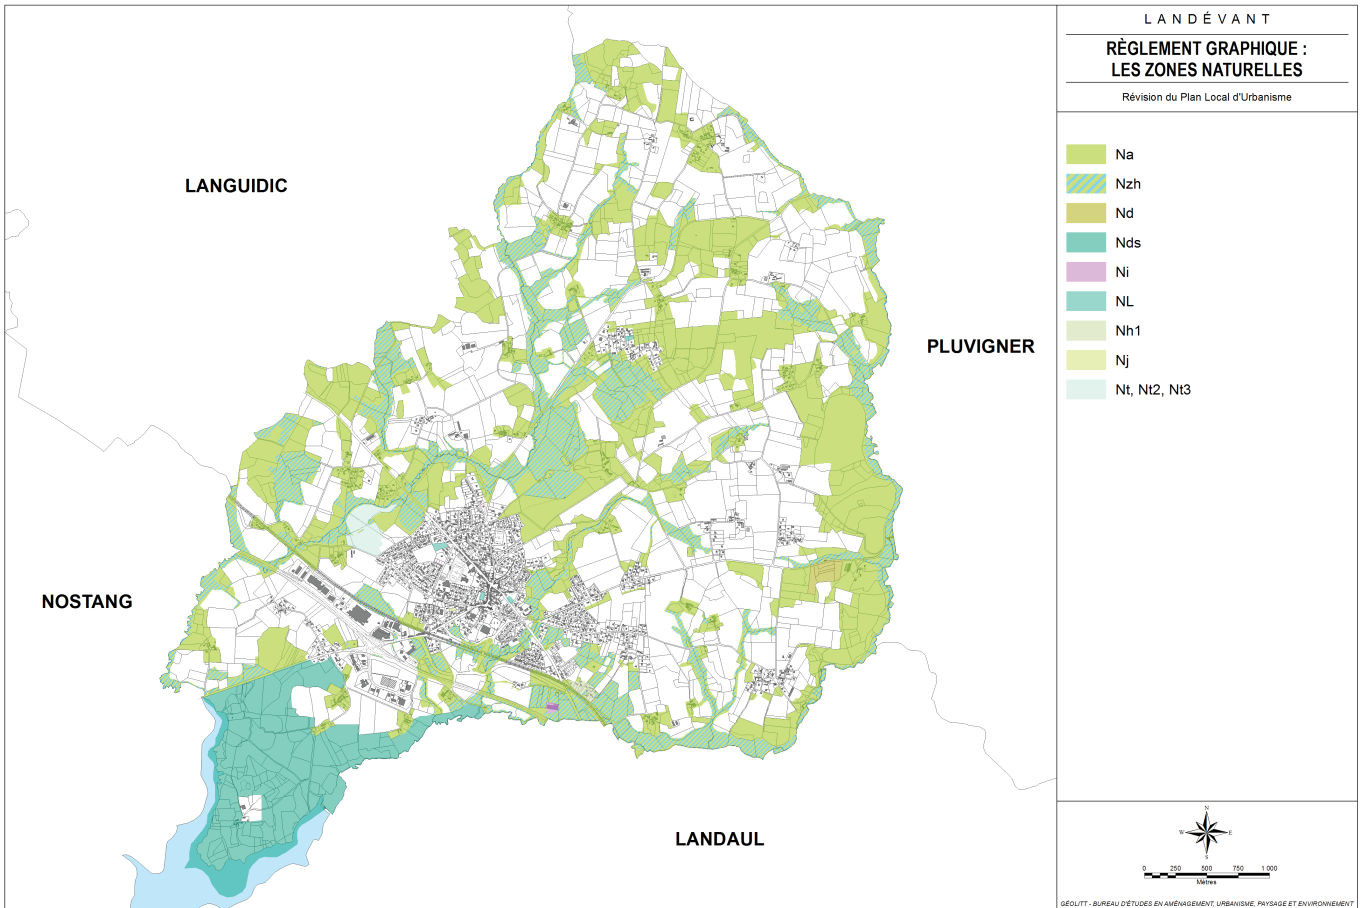 LANDÉVANT
RÈGLEMENT GRAPHIQUE :
LES ZONES NATURELLES
Révision du Plan Local d'Urbanisme
Na
Nzh
Nd
Nds
Ni
NL
Nh1
Nj
Nt, Nt2, Nt3
LANGUIDIC
PLUVIGNER
NOSTANG
LANDAUL
N
W E
S
0 250 500 750 1 000
Mètres
GÉOLITT - BUREAU D'ÉTUDES EN AMÉNAGEMENT, URBANISME, PAYSAGE ET ENVIRONNEMENT